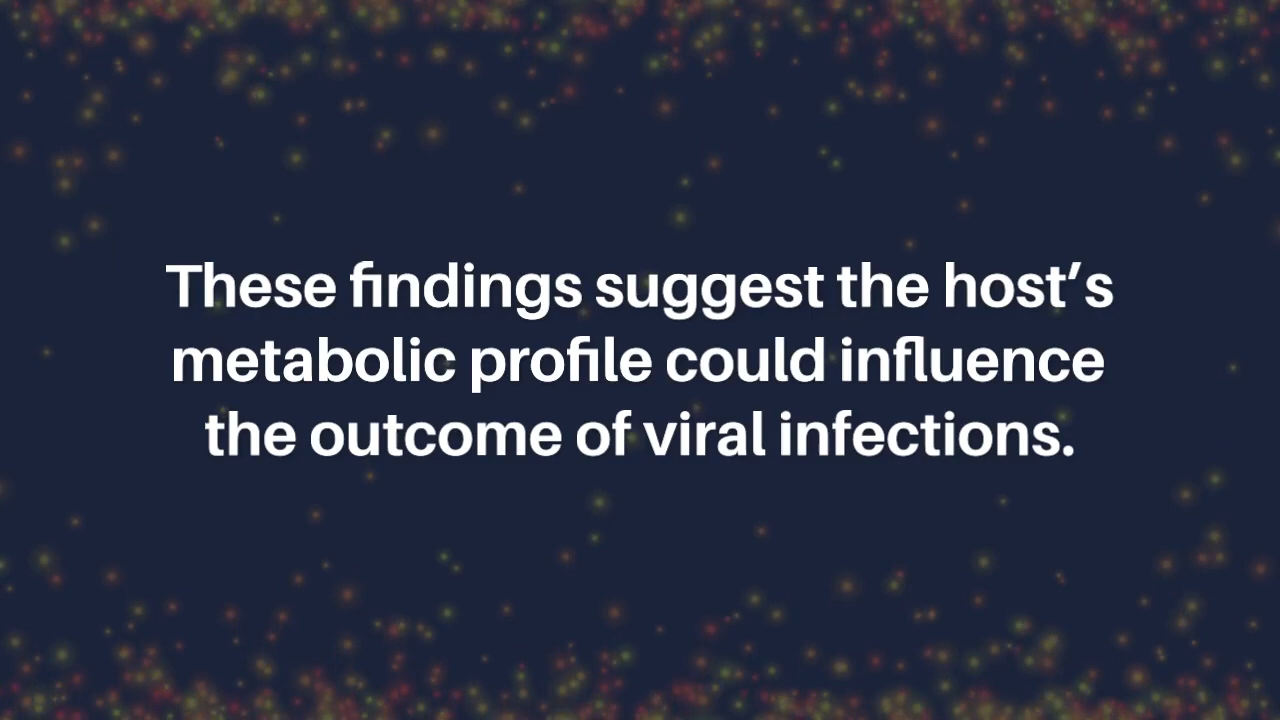 These findings suggest the host’s
metabolic profile could influence
the outcome of viral infections.